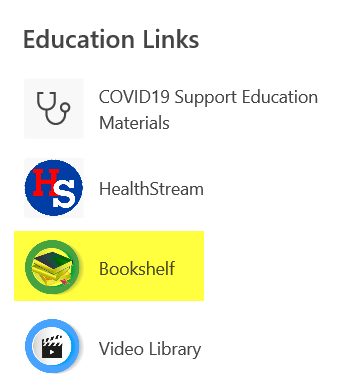 Education Links
COVID19 Support Education
Materials
HS
HealthStream
Bookshelf
Video Library